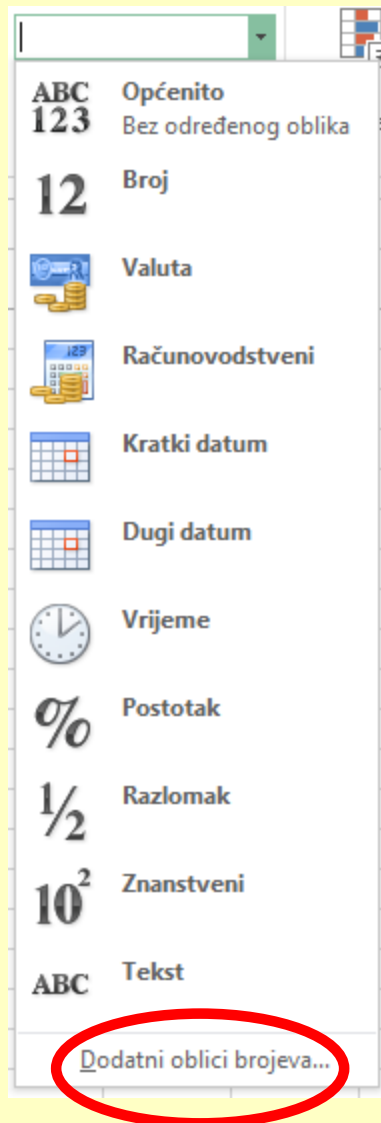 ABC
123
Općenito
Bez određenog oblika
12
Broj
Valuta
123
Računovodstveni
Kratki datum
Dugi datum
Vrijeme
%
Postotak
½
Razlomak
10²
Znanstveni
ABC
Tekst
Dodatni oblici brojeva...